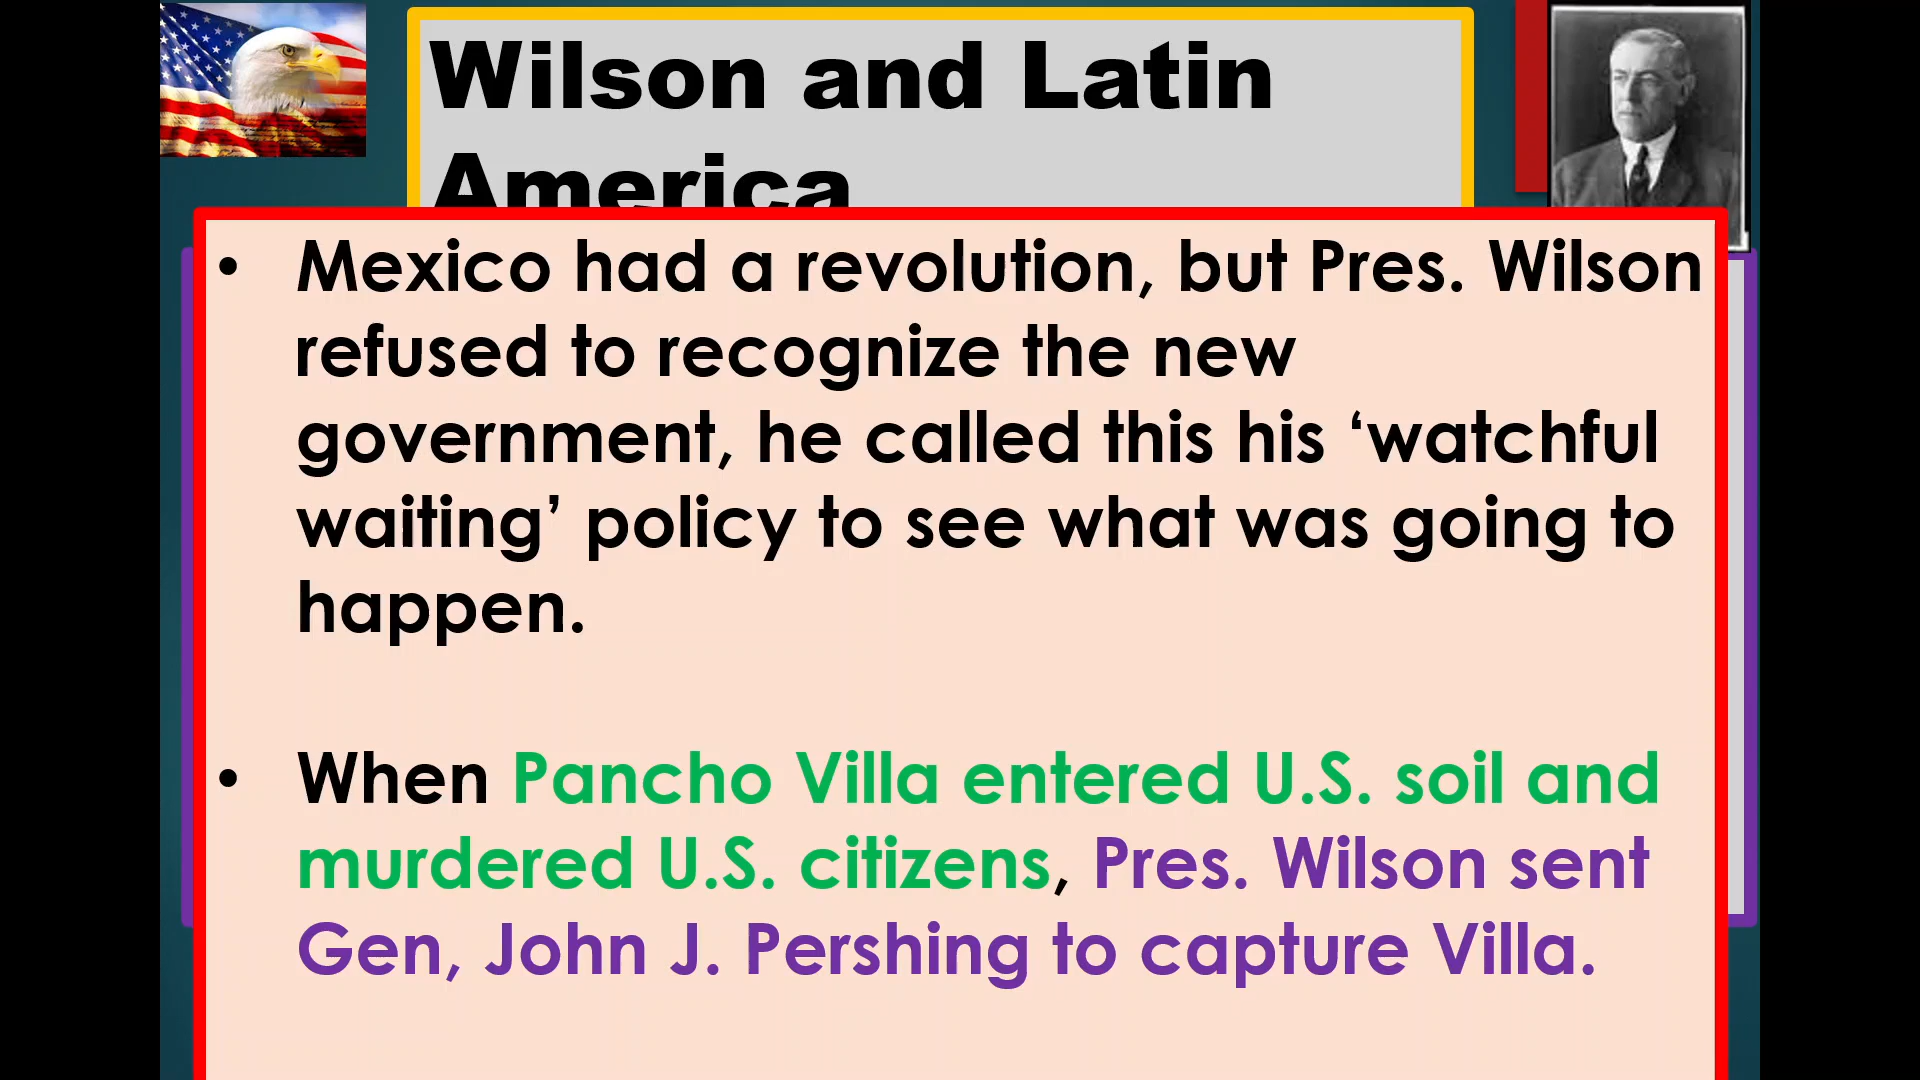 Wilson and Latin
America
• Mexico had a revolution, but Pres. Wilson
refused to recognize the new
government, he called this his ‘watchful
waiting’ policy to see what was going to
happen.
• When Pancho Villa entered U.S. soil and
murdered U.S. citizens, Pres. Wilson sent
Gen, John J. Pershing to capture Villa.